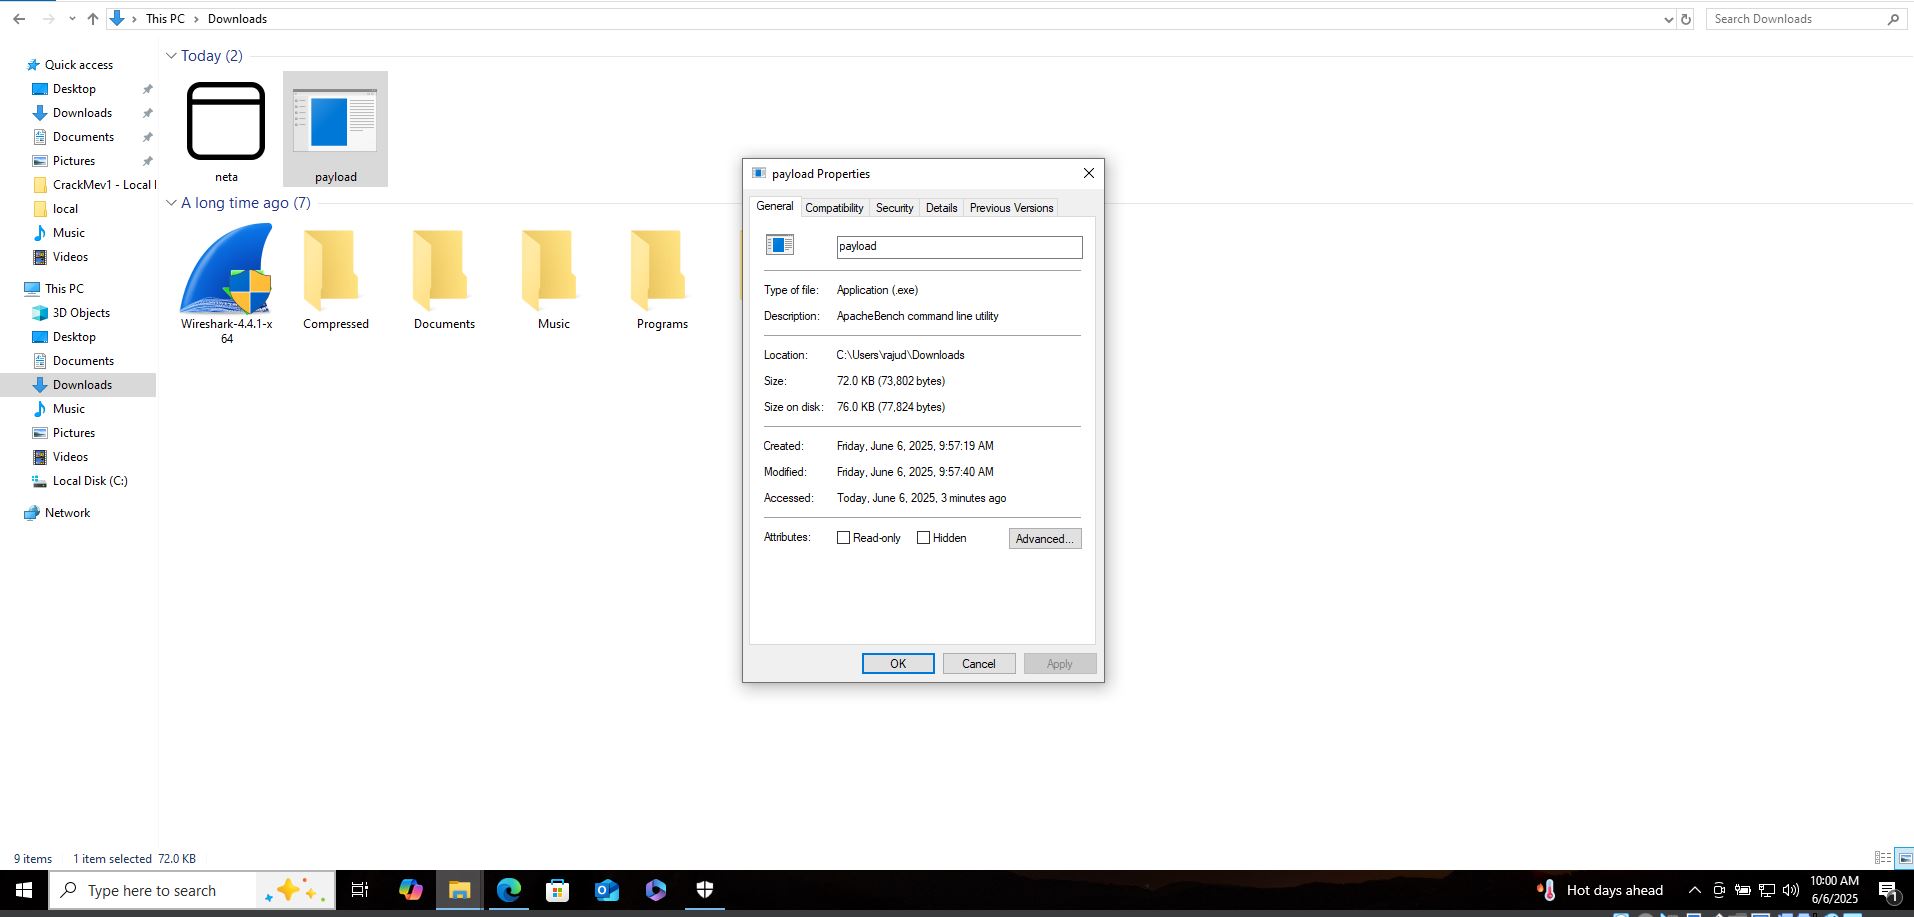 This PC > Downloads
Search Downloads
Quick access
Desktop
Downloads
Documents
Pictures
CrackMev1 - Local
local
Music
Videos
This PC
3D Objects
Desktop
Documents
Downloads
Music
Pictures
Videos
Local Disk (C:)
Network
Today (2)
neta
payload
A long time ago (7)
Wireshark-4.4.1-x
64
Compressed
Documents
Music
Programs
payload Properties
General Compatibility Security Details Previous Versions
payload
Type of file: Application (.exe)
Description: ApacheBench command line utility
Location: C:\Users\rajud\Downloads
Size: 72.0 KB (73,802 bytes)
Size on disk: 76.0 KB (77,824 bytes)
Created: Friday, June 6, 2025, 9:57:19 AM
Modified: Friday, June 6, 2025, 9:57:40 AM
Accessed: Today, June 6, 2025, 3 minutes ago
Attributes: Read-only Hidden Advanced...
OK Cancel Apply
9 items 1 item selected 72.0 KB
Type here to search
Hot days ahead
10:00 AM
6/6/2025
1